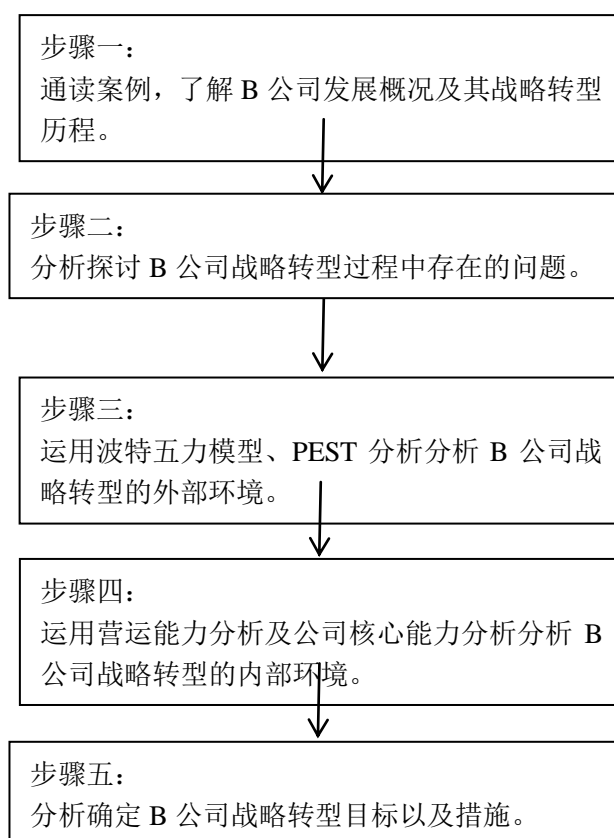 步骤一：
通读案例，了解 B 公司发展概况及其战略转型
历程。
步骤二：
分析探讨 B 公司战略转型过程中存在的问题。
步骤三：
运用波特五力模型、PEST 分析分析 B 公司战
略转型的外部环境。
步骤四：
运用营运能力分析及公司核心能力分析分析 B
公司战略转型的内部环境。
步骤五：
分析确定 B 公司战略转型目标以及措施。